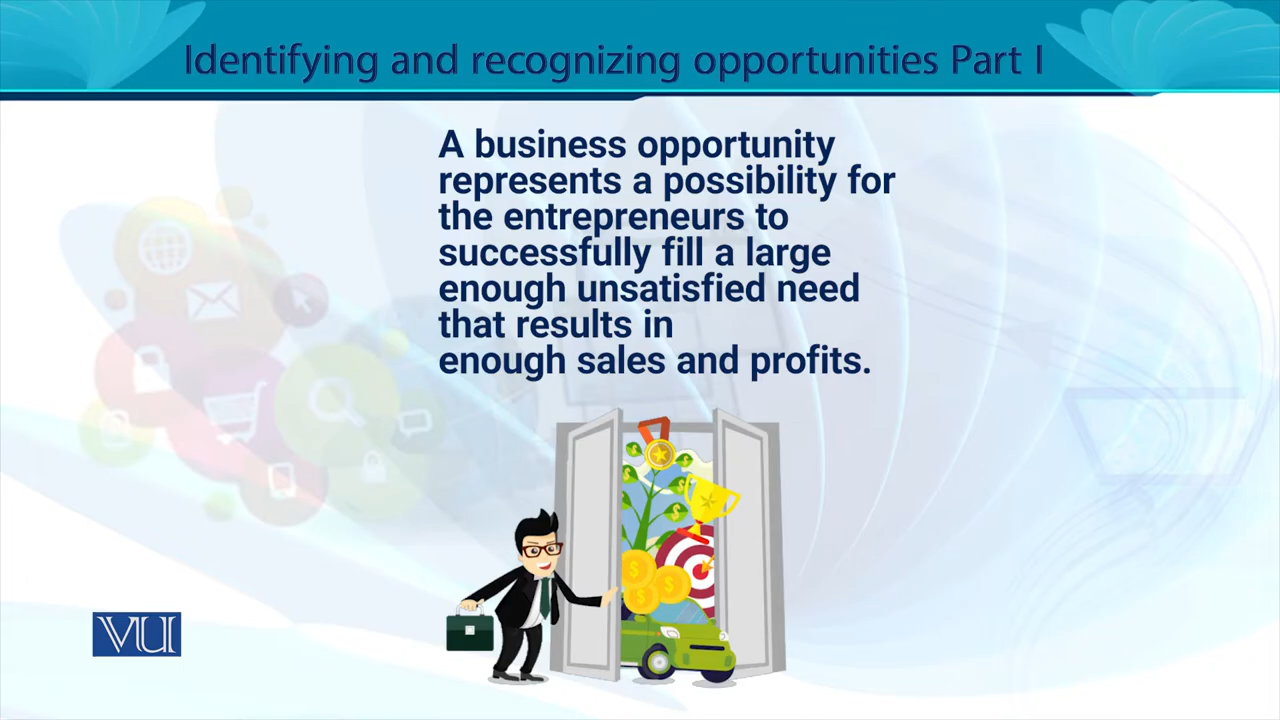 Identifying and recognizing opportunities Part I
A business opportunity
represents a possibility for
the entrepreneurs to
successfully fill a large
enough unsatisfied need
that results in
enough sales and profits.
VU